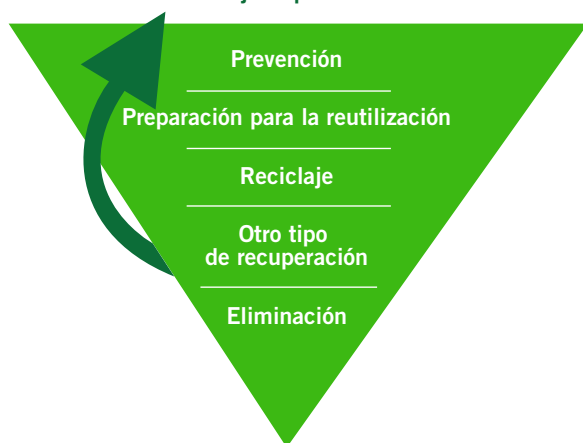 Prevención
Preparación para la reutilización
Reciclaje
Otro tipo
de recuperación
Eliminación